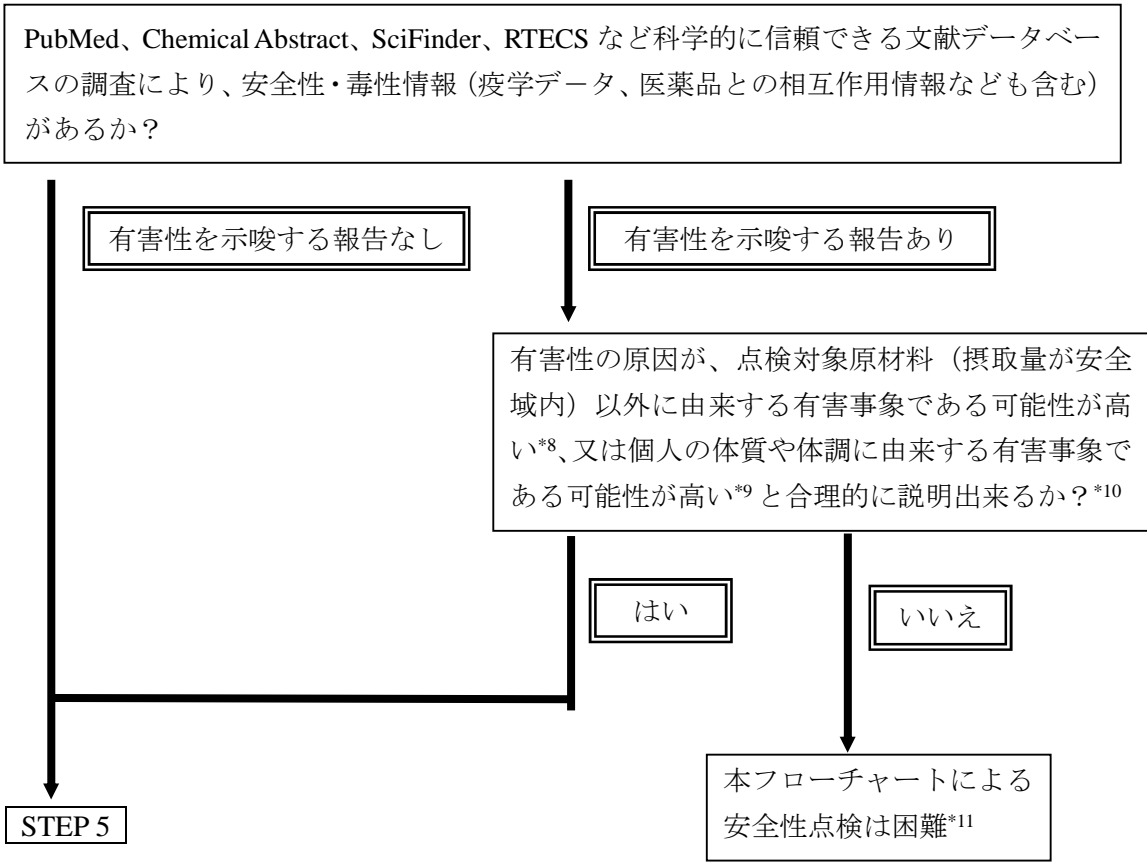 PubMed、Chemical Abstract、SciFinder、RTECS など科学的に信頼できる文献データベー
スの調査により、安全性・毒性情報（疫学データ、医薬品との相互作用情報なども含む）
があるか？
有害性を示唆する報告なし
有害性を示唆する報告あり
有害性の原因が、点検対象原材料（摂取量が安全
域内）以外に由来する有害事象である可能性が高
い*8、又は個人の体質や体調に由来する有害事象で
ある可能性が高い*9 と合理的に説明出来るか？*10
はい
いいえ
本フローチャートによる
安全性点検は困難*11
STEP 5